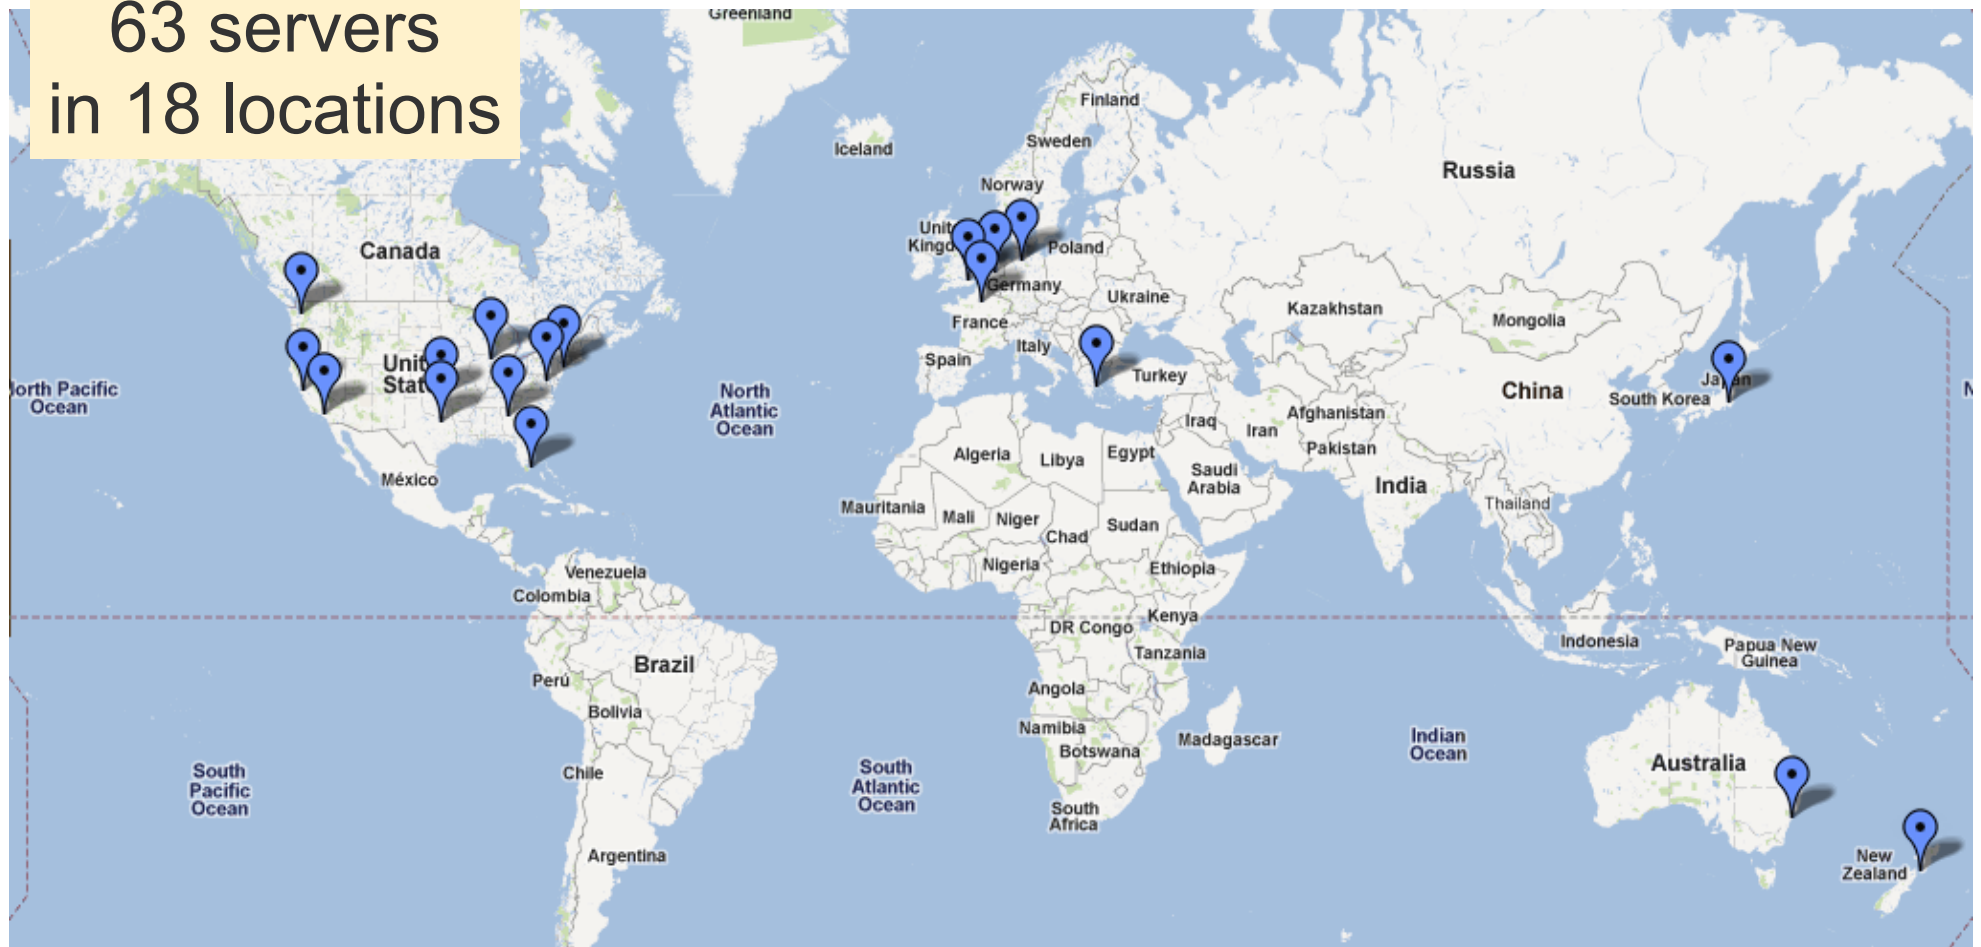 63 servers
in 18 locations
Greenland
Finland
Iceland
Sweden
Russia
Norway
Canada
Poland
Germany
Ukraine
Kazakhstan
Mongolia
France
Italy
Spain
Turkey
China
South Korea
North
Atlantic
Ocean
Iraq
Iran
Afghanistan
Pakistan
Algeria
Libya
Egypt
Saudi
Arabia
India
México
Mauritania
Mali
Niger
Chad
Sudan
Thailand
Nigeria
Ethiopia
Venezuela
Colombia
DR Congo
Kenya
Tanzania
Indonesia
Papua New
Guinea
Brazil
Perú
Bolivia
Angola
Namibia
Botswana
Madagascar
Indian
Ocean
Australia
South
Pacific
Ocean
Chile
South
Atlantic
Ocean
South
Africa
Argentina
New
Zealand
Pacific
Ocean